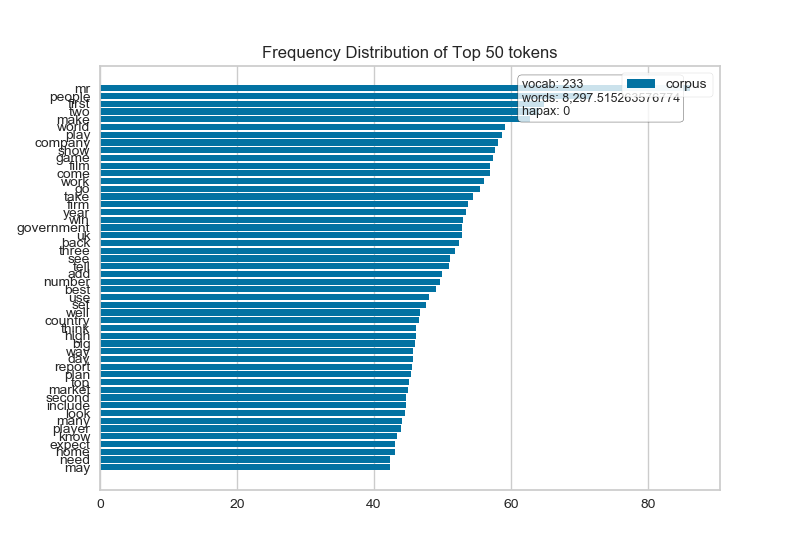 Frequency Distribution of Top 50 tokens
vocab: 233
words: 8,297.515263576774
hapax: 0
corpus
mr
people
first
two
make
world
play
company
show
game
film
come
work
go
take
firm
year
win
government
uk
back
three
see
tell
add
number
best
use
set
well
country
think
high
big
way
day
report
plan
top
market
second
include
look
many
player
know
expect
home
need
may
0 20 40 60 80